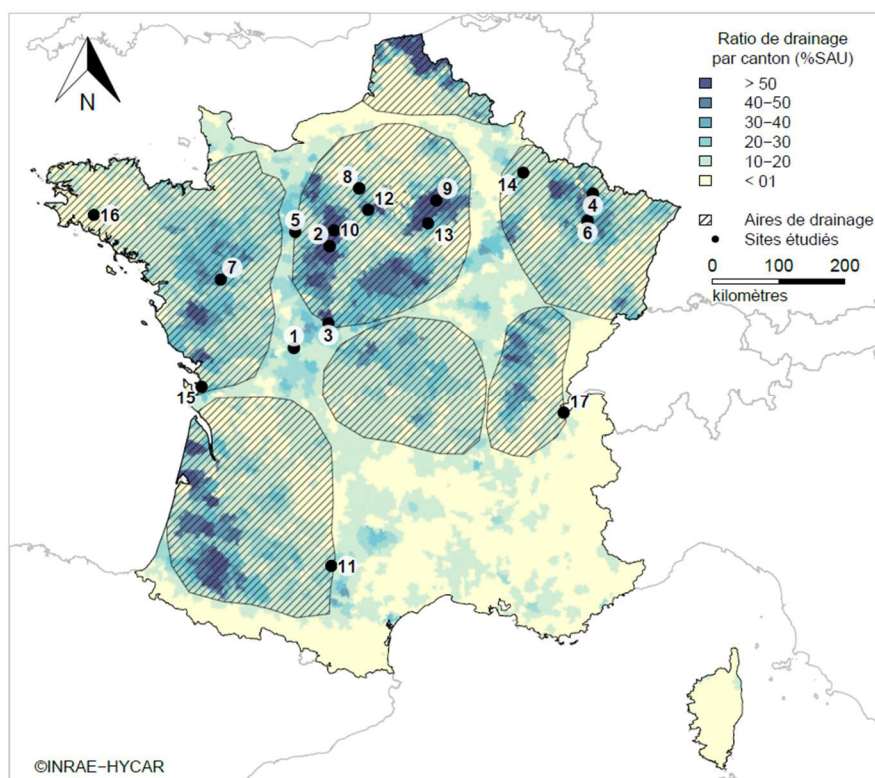 Ratio de drainage
par canton (%SAU)
> 50
40−50
30−40
20−30
10−20
< 01
Aires de drainage
Sites étudiés
0 100 200
kilomètres
N
8
9
14
12
4
16
5
10
2
13
6
7
1
3
15
17
11
©INRAE−HYCAR